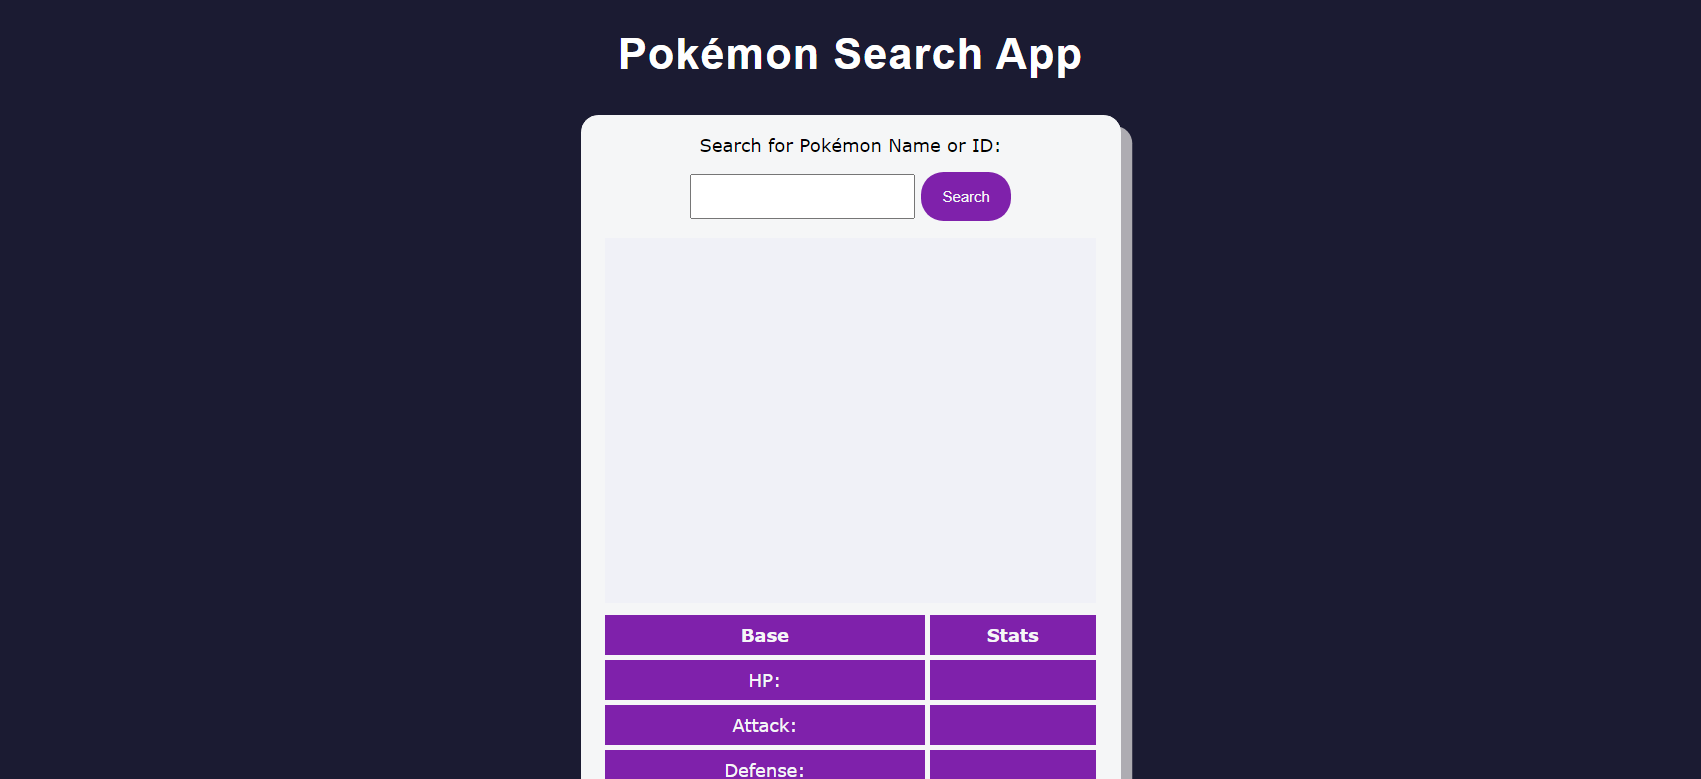 Pokémon Search App
Search for Pokémon Name or ID:
Search
Base Stats
HP:
Attack:
Defense: